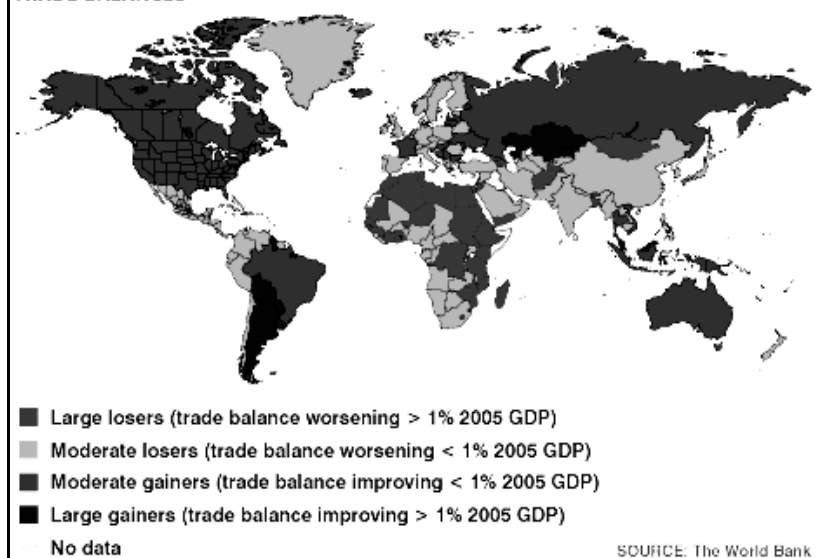 Large losers (trade balance worsening > 1% 2005 GDP)
Moderate losers (trade balance worsening < 1% 2005 GDP)
Moderate gainers (trade balance improving < 1% 2005 GDP)
Large gainers (trade balance improving > 1% 2005 GDP)
No data
SOURCE: The World Bank